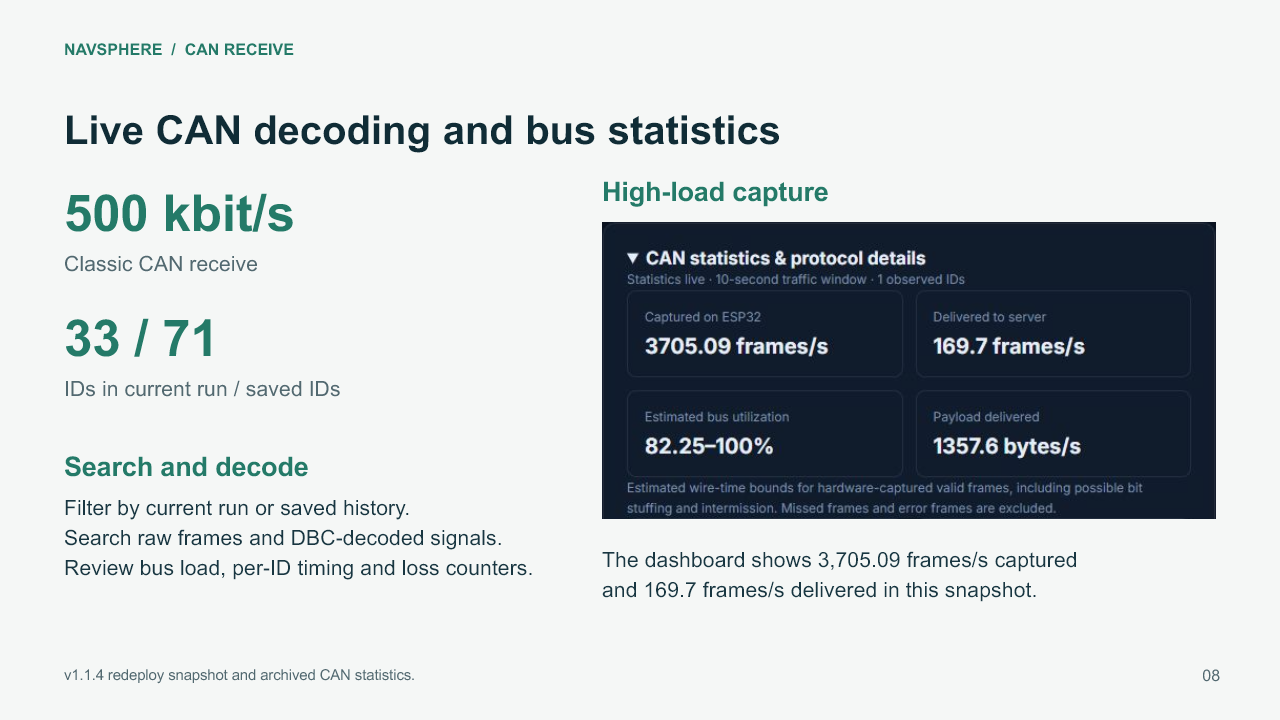 NAVSPHERE / CAN RECEIVE
Live CAN decoding and bus statistics
500 kbit/s
Classic CAN receive
33 / 71
IDs in current run / saved IDs
Search and decode
Filter by current run or saved history.
Search raw frames and DBC-decoded signals.
Review bus load, per-ID timing and loss counters.
High-load capture
▼ CAN statistics & protocol details
Statistics live · 10-second traffic window · 1 observed IDs
Captured on ESP32
3705.09 frames/s
Delivered to server
169.7 frames/s
Estimated bus utilization
82.25–100%
Payload delivered
1357.6 bytes/s
Estimated wire-time bounds for hardware-captured valid frames, including possible bit
stuffing and intermission. Missed frames and error frames are excluded.
The dashboard shows 3,705.09 frames/s captured
and 169.7 frames/s delivered in this snapshot.
v1.1.4 redeploy snapshot and archived CAN statistics.
08